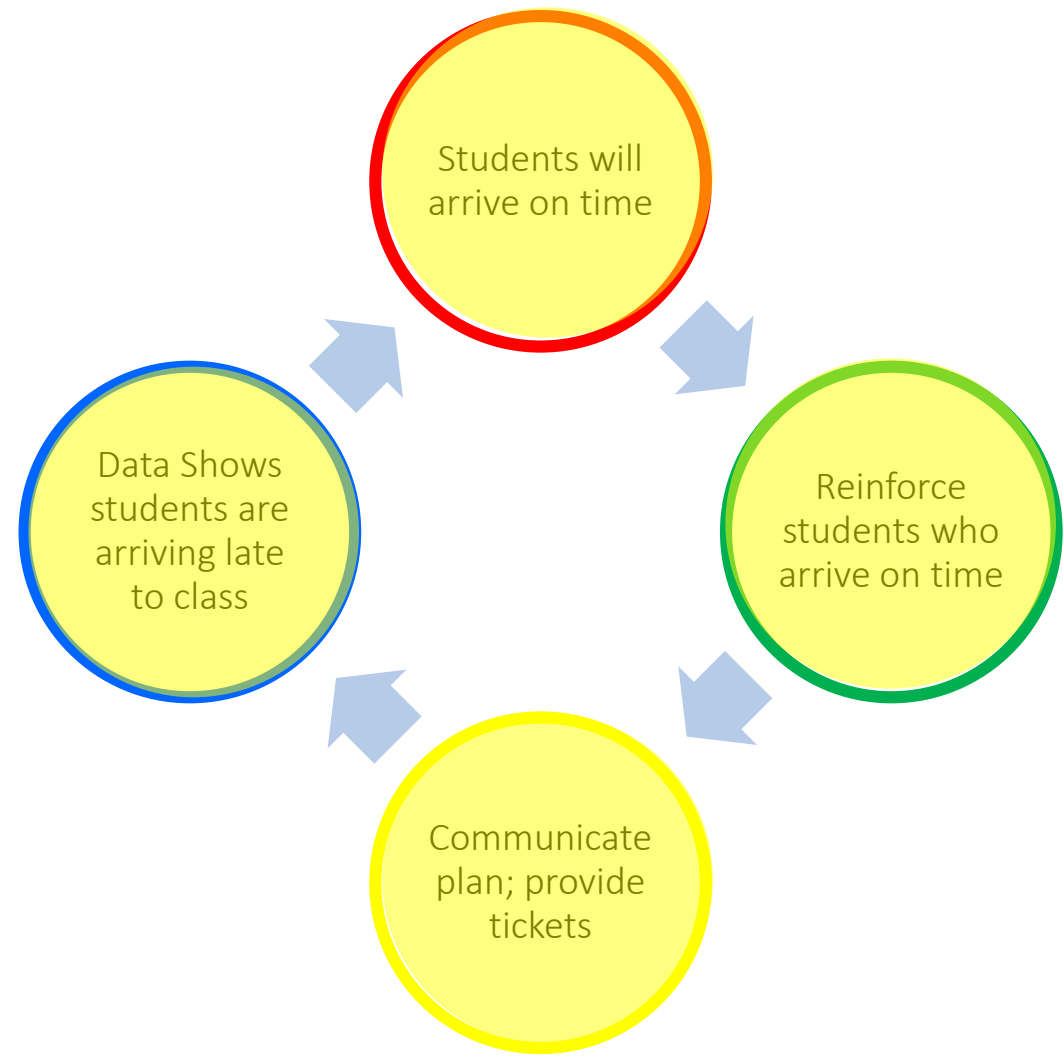 Students will
arrive on time
Reinforce
students who
arrive on time
Communicate
plan; provide
tickets
Data Shows
students are
arriving late
to class